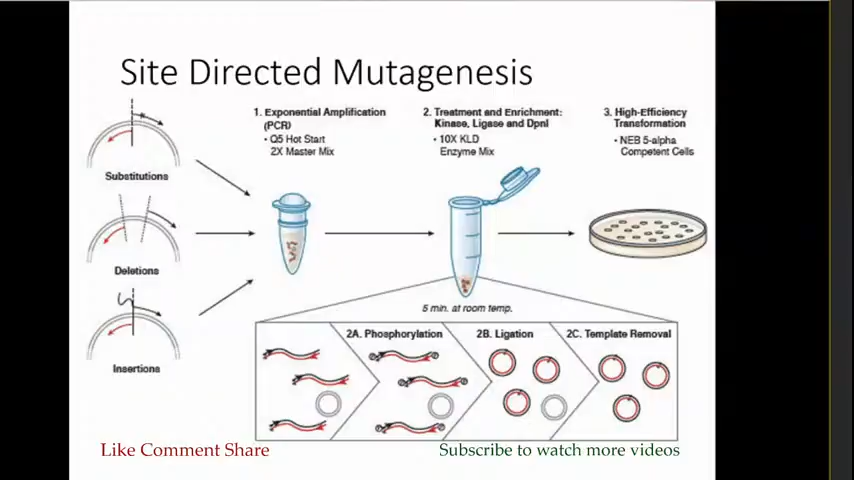 Site Directed Mutagenesis
Substitutions
Deletions
Insertions
1. Exponential Amplification
(PCR)
• Q5 Hot Start
2X Master Mix
2. Treatment and Enrichment:
Kinase, Ligase and DpnI
• 10X KLD
Enzyme Mix
3. High-Efficiency
Transformation
• NEB 5-alpha
Competent Cells
5 min. at room temp.
2A. Phosphorylation
2B. Ligation
2C. Template Removal
Like Comment Share
Subscribe to watch more videos